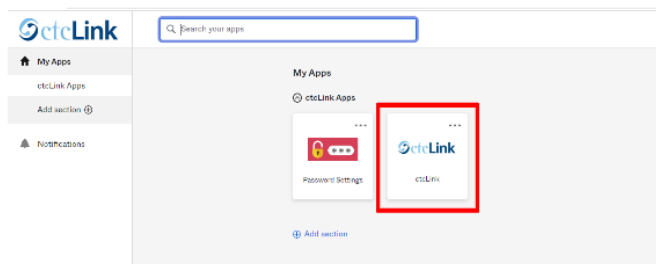 ctcLink
Search your apps
My Apps
ctcLink Apps
Add section
Notifications
My Apps
ctcLink Apps
Password Settings
ctcLink
ctcLink
Add section